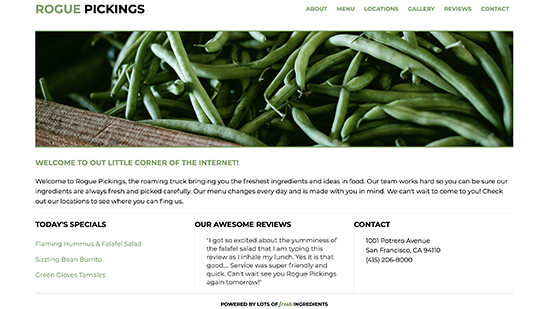 ROGUE PICKINGS
ABOUT MENU LOCATIONS GALLERY REVIEWS CONTACT
WELCOME TO OUT LITTLE CORNER OF THE INTERNET!
Welcome to Rogue Pickings, the roaming truck bringing you the freshest ingredients and ideas in food. Our team works hard so you can be sure our
ingredients are always fresh and picked carefully. Our menu changes every day and is made with you in mind. We can't wait to come to you! Check
out our locations to see where you can fing us.
TODAY'S SPECIALS
Flaming Hummus & Falafel Salad
Sizzling Bean Burrito
Green Gloves Tamales
OUR AWESOME REVIEWS
"I got so excited about the yumminess
of the falafel salad that I am typing this
review as I inhale my lunch. Yes it is that
good.... Service was super friendly and
quick. Can't wait see you Rogue Pickings
again tomorrow!"
CONTACT
1001 Potrero Avenue
San Francisco, CA 94110
(415) 206-8000
POWERED BY LOTS OF fresh INGREDIENTS